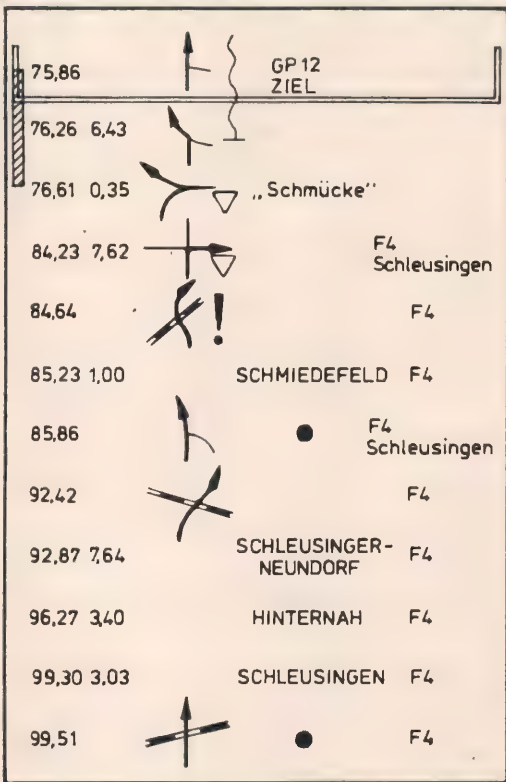 75,86 GP 12
ZIEL
76,26 6,43
76,61 0,35 „Schmücke"
84,23 7,62 F4
Schleusingen
84,64 ! F4
85,23 1,00 SCHMIEDEFELD F4
85,86 F4
Schleusingen
92,42 F4
92,87 7,64 SCHLEUSINGER-
NEUNDORF F4
96,27 3,40 HINTERNAH F4
99,30 3,03 SCHLEUSINGEN F4
99,51 F4